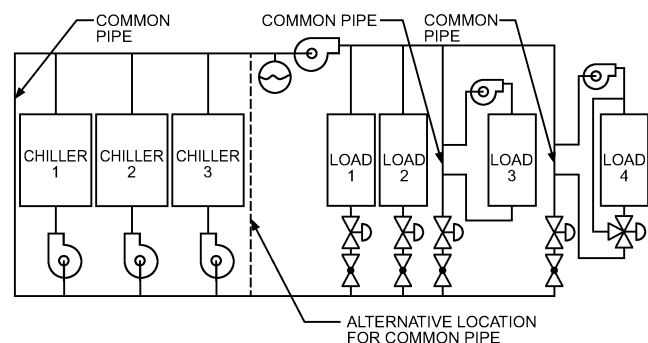 COMMON
PIPE
COMMON PIPE
COMMON
PIPE
CHILLER
1
CHILLER
2
CHILLER
3
LOAD
1
LOAD
2
LOAD
3
LOAD
4
ALTERNATIVE LOCATION
FOR COMMON PIPE